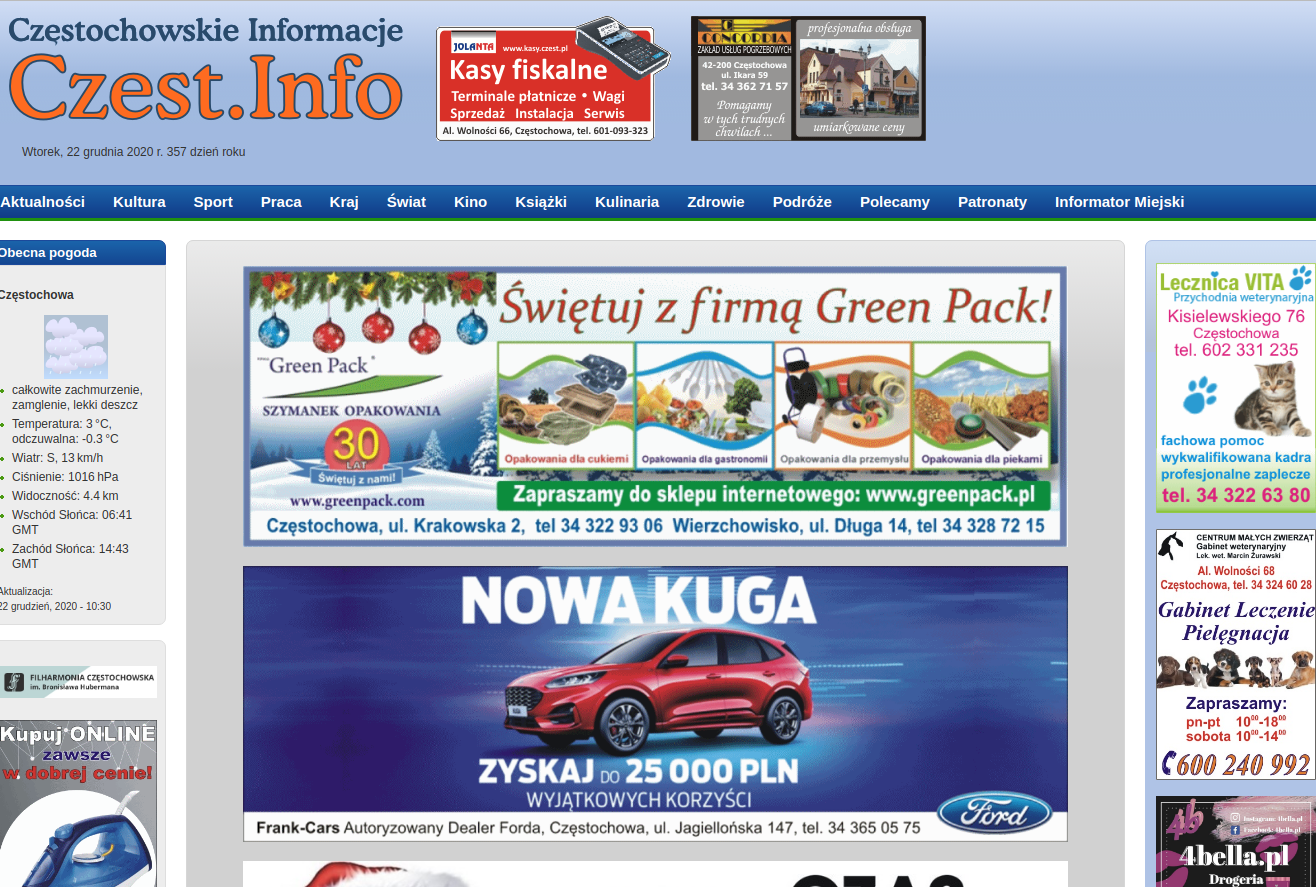 Częstochowskie Informacje
Czest.Info
Wtorek, 22 grudnia 2020 r. 357 dzień roku
JOLANTA www.kasy.czest.pl
Kasy fiskalne
Terminale płatnicze • Wagi
Sprzedaż Instalacja Serwis
Al. Wolności 66, Częstochowa, tel. 601-093-323
CONCORDIA
ZAKŁAD USŁUG POGRZEBOWYCH
42-200 Częstochowa
ul. Ikara 59
tel. 34 362 71 57
Pomagamy
w tych trudnych
chwilach ...
profesjonalna obsługa
umiarkowane ceny
Aktualności Kultura Sport Praca Kraj Świat Kino Książki Kulinaria Zdrowie Podróże Polecamy Patronaty Informator Miejski
Obecna pogoda
Częstochowa
całkowite zachmurzenie,
zamglenie, lekki deszcz
Temperatura: 3 °C,
odczuwalna: -0.3 °C
Wiatr: S, 13 km/h
Ciśnienie: 1016 hPa
Widoczność: 4.4 km
Wschód Słońca: 06:41
GMT
Zachód Słońca: 14:43
GMT
Aktualizacja:
22 grudzień, 2020 - 10:30
FILHARMONIA CZĘSTOCHOWSKA
im. Bronisława Hubermana
Kupuj ONLINE
zawsze
w dobrej cenie!
Świętuj z firmą Green Pack!
Green Pack
SZYMANEK OPAKOWANIA
30
LAT
Świętuj z nami!
www.greenpack.com
Opakowania dla cukierni Opakowania dla gastronomii Opakowania dla przemysłu Opakowania dla piekarni
Zapraszamy do sklepu internetowego: www.greenpack.pl
Częstochowa, ul. Krakowska 2, tel 34 322 93 06 Wierzchowisko, ul. Długa 14, tel 34 328 72 15
NOWA KUGA
ZYSKAJ DO 25 000 PLN
WYJĄTKOWYCH KORZYŚCI
Ford
Frank-Cars Autoryzowany Dealer Forda, Częstochowa, ul. Jagiellońska 147, tel. 34 365 05 75
Lecznica VITA
Przychodnia weterynaryjna
Kisielewskiego 76
Częstochowa
tel. 602 331 235
fachowa pomoc
wykwalifikowana kadra
profesjonalne zaplecze
tel. 34 322 63 80
CENTRUM MAŁYCH ZWIERZĄT
Gabinet weterynaryjny
Lek. wet. Marcin Żurawski
Al. Wolności 68
Częstochowa, tel. 34 324 60 28
Gabinet Leczenie
Pielęgnacja
Zapraszamy:
pn-pt 10⁰⁰-18⁰⁰
sobota 10⁰⁰-14⁰⁰
600 240 992
4b
Instagram: 4bella.pl
Facebook: 4bella.pl
4bella.pl
Drogeria